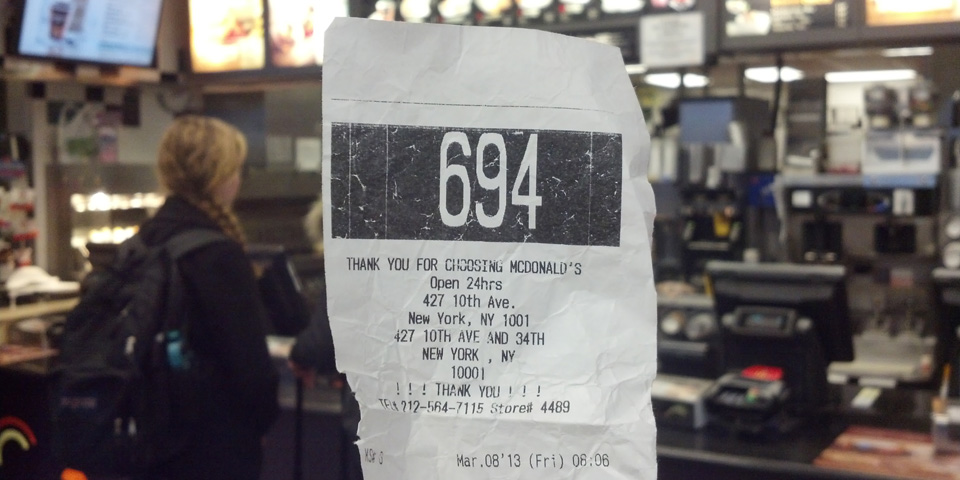 694
THANK YOU FOR CHOOSING MCDONALD'S
Open 24hrs
427 10th Ave.
New York, NY 1001
427 10TH AVE AND 34TH
NEW YORK , NY
10001
! ! ! THANK YOU ! ! !
TEL# 212-564-7115 Store# 4489
KS# 0
Mar.08'13 (Fri) 06:06